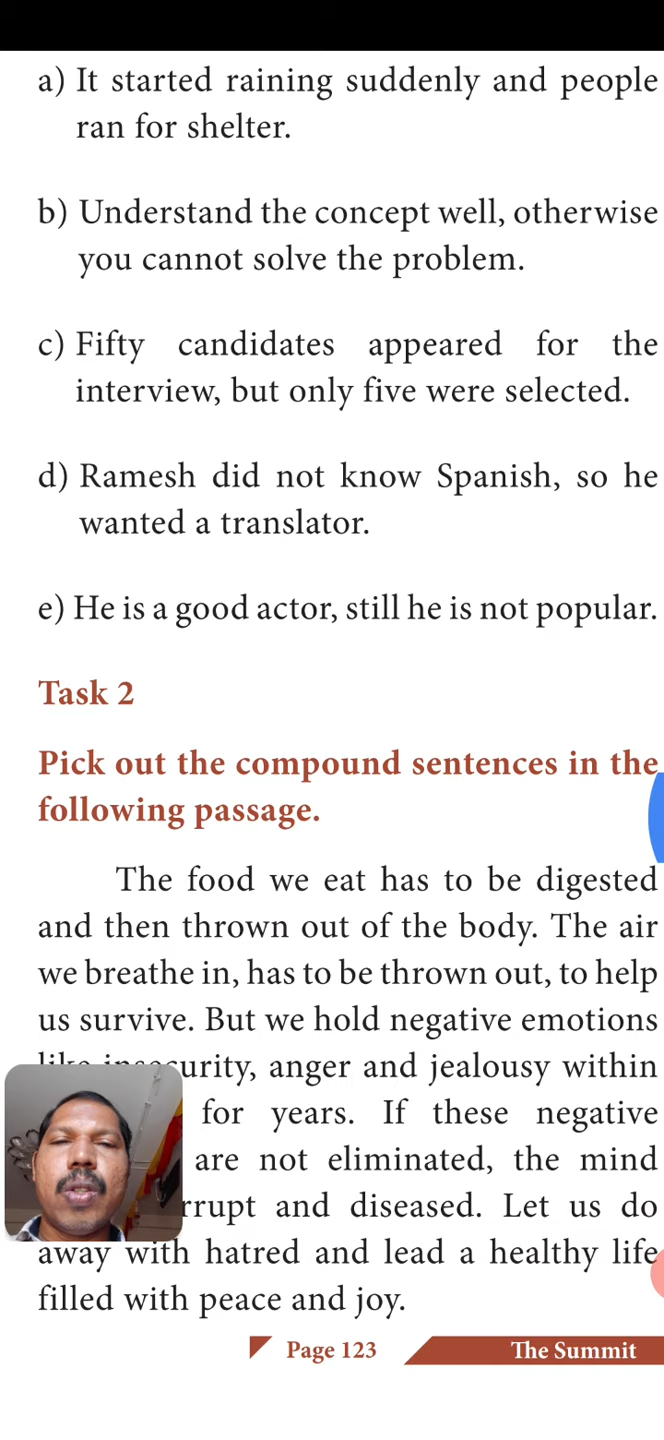 a) It started raining suddenly and people
ran for shelter.
b) Understand the concept well, otherwise
you cannot solve the problem.
c) Fifty candidates appeared for the
interview, but only five were selected.
d) Ramesh did not know Spanish, so he
wanted a translator.
e) He is a good actor, still he is not popular.
Task 2
Pick out the compound sentences in the
following passage.
The food we eat has to be digested
and then thrown out of the body. The air
we breathe in, has to be thrown out, to help
us survive. But we hold negative emotions
anger and jealousy within
for years. If these negative
are not eliminated, the mind
and diseased. Let us do
away with hatred and lead a healthy life
filled with peace and joy.
Page 123
The Summit